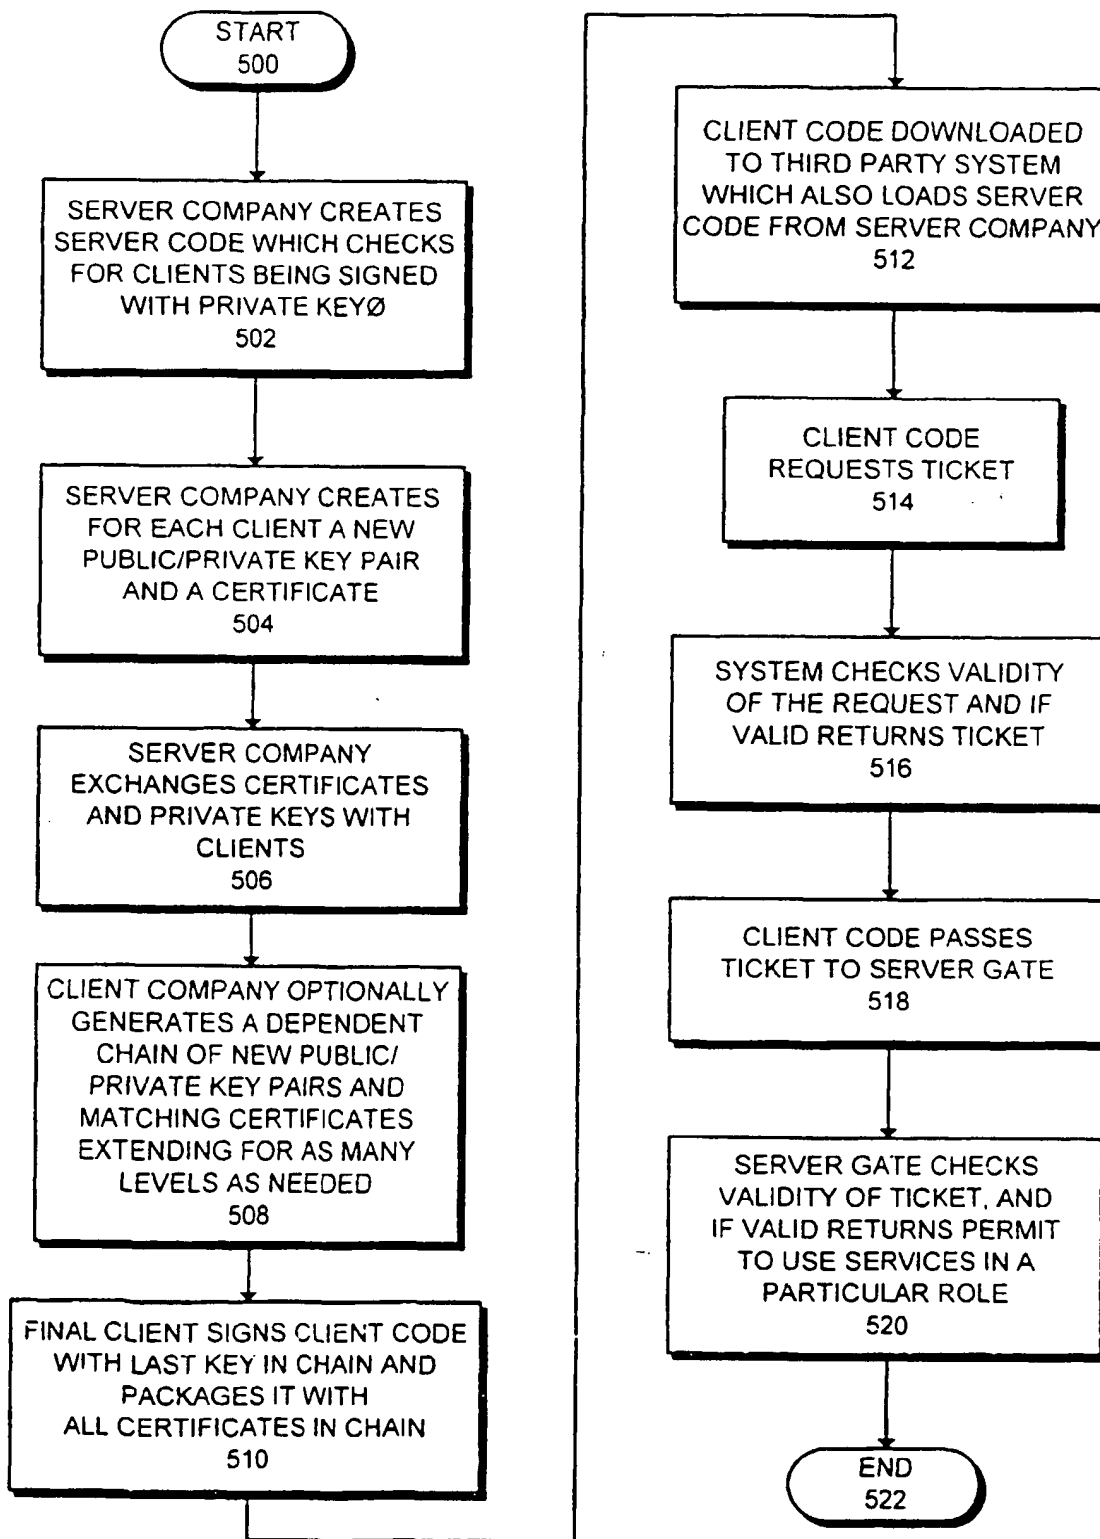 START
500
SERVER COMPANY CREATES
SERVER CODE WHICH CHECKS
FOR CLIENTS BEING SIGNED
WITH PRIVATE KEYØ
502
SERVER COMPANY CREATES
FOR EACH CLIENT A NEW
PUBLIC/PRIVATE KEY PAIR
AND A CERTIFICATE
504
SERVER COMPANY
EXCHANGES CERTIFICATES
AND PRIVATE KEYS WITH
CLIENTS
506
CLIENT COMPANY OPTIONALLY
GENERATES A DEPENDENT
CHAIN OF NEW PUBLIC/
PRIVATE KEY PAIRS AND
MATCHING CERTIFICATES
EXTENDING FOR AS MANY
LEVELS AS NEEDED
508
FINAL CLIENT SIGNS CLIENT CODE
WITH LAST KEY IN CHAIN AND
PACKAGES IT WITH
ALL CERTIFICATES IN CHAIN
510
CLIENT CODE DOWNLOADED
TO THIRD PARTY SYSTEM
WHICH ALSO LOADS SERVER
CODE FROM SERVER COMPANY
512
CLIENT CODE
REQUESTS TICKET
514
SYSTEM CHECKS VALIDITY
OF THE REQUEST AND IF
VALID RETURNS TICKET
516
CLIENT CODE PASSES
TICKET TO SERVER GATE
518
SERVER GATE CHECKS
VALIDITY OF TICKET, AND
IF VALID RETURNS PERMIT
TO USE SERVICES IN A
PARTICULAR ROLE
520
END
522